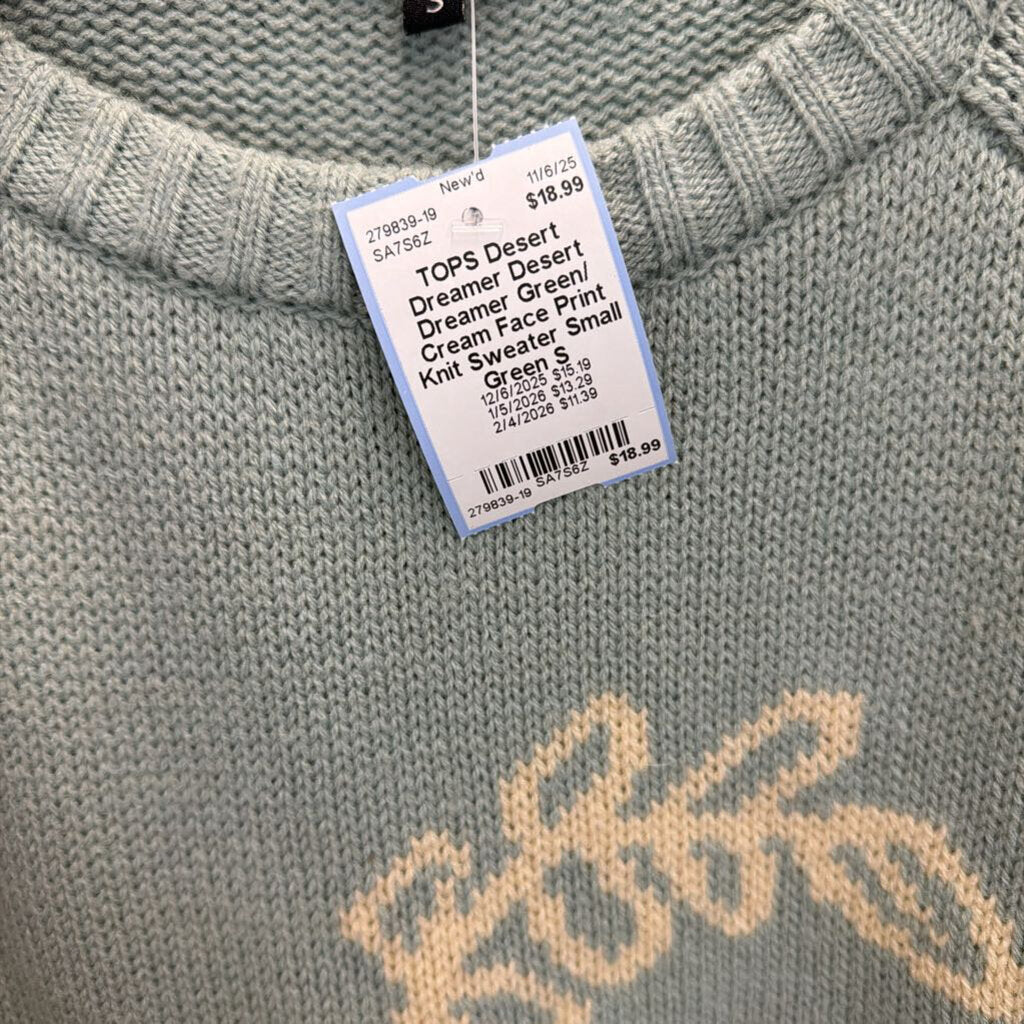 S
New'd
11/6/25
279839-19
$18.99
SA7S6Z
TOPS Desert
Dreamer Desert
Dreamer Green/
Cream Face Print
Knit Sweater Small
Green S
12/6/2025 $15.19
1/5/2026 $13.29
2/4/2026 $11.39
279839-19 SA7S6Z $18.99